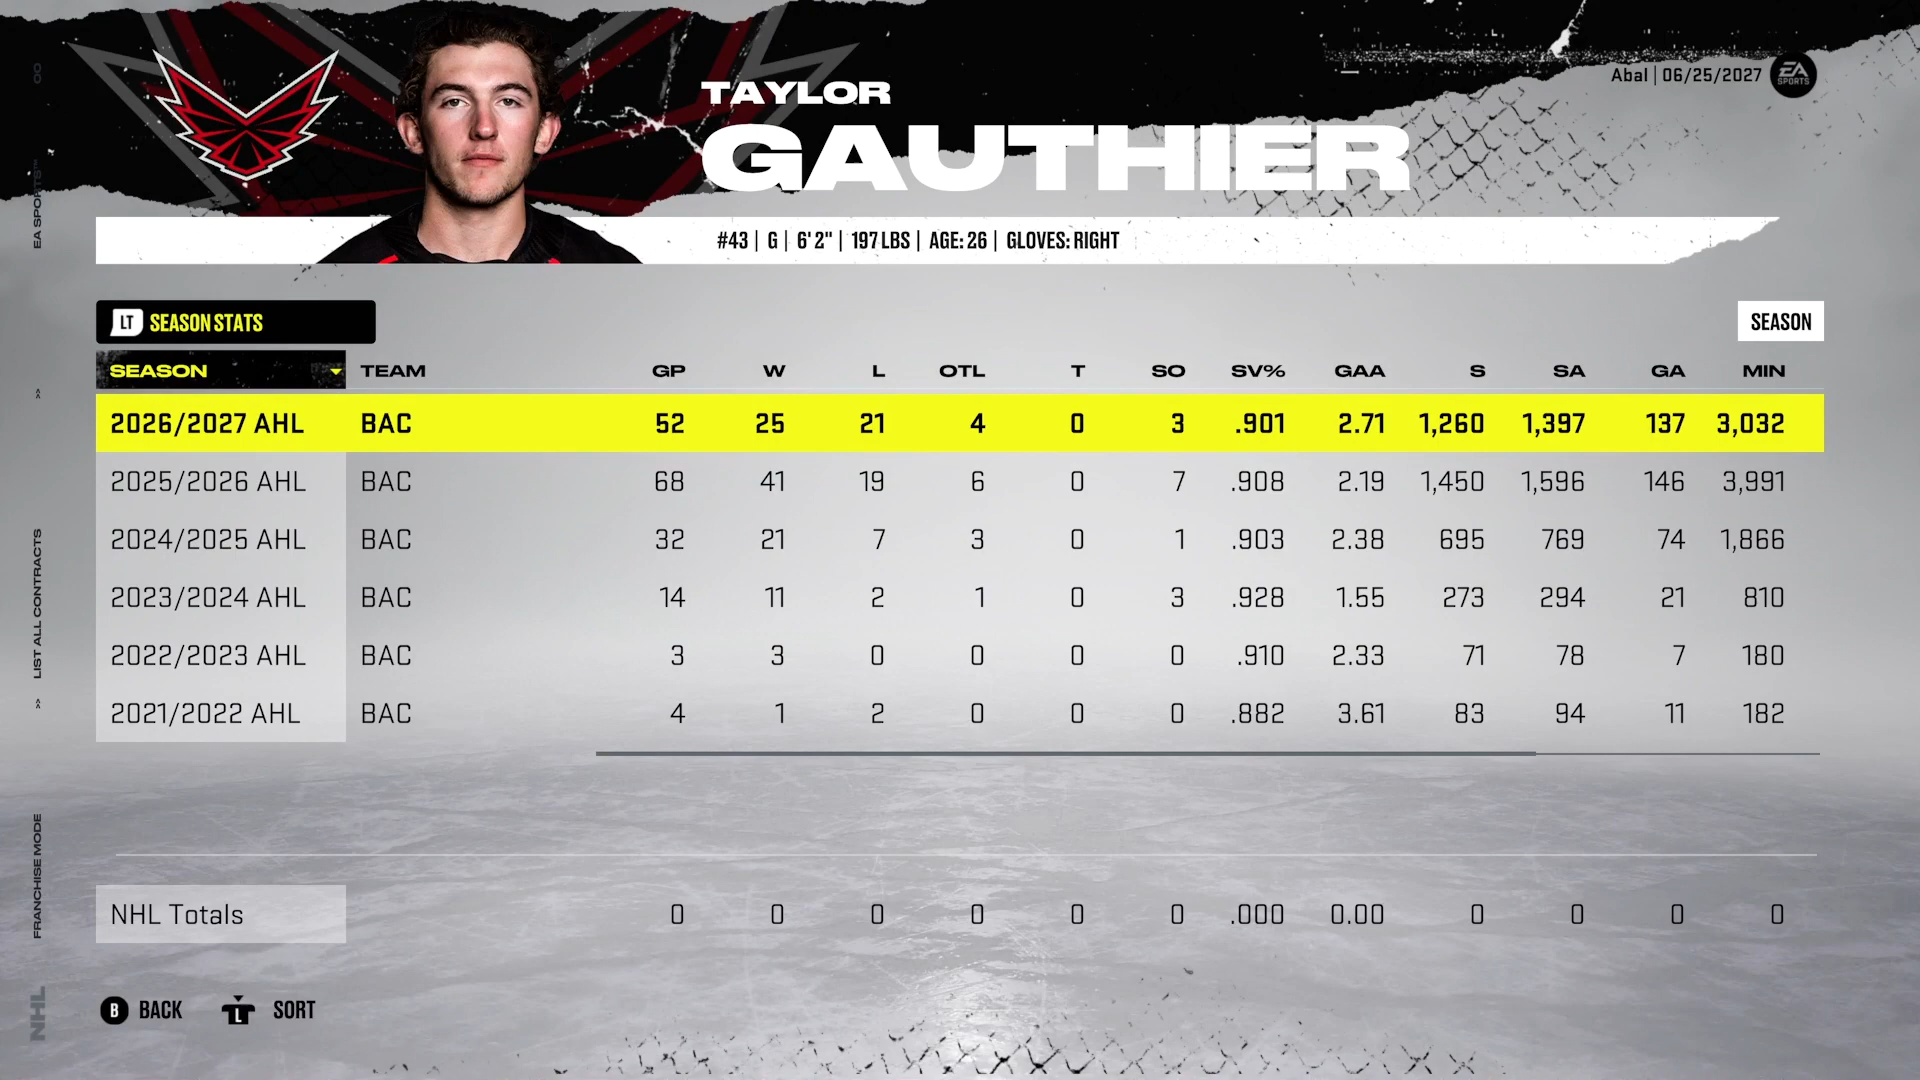 TAYLOR
GAUTHIER
Abal | 06/25/2027
EA SPORTS
#43 | G | 6' 2" | 197 LBS | AGE: 26 | GLOVES: RIGHT
LT SEASON STATS
SEASON
SEASON TEAM GP W L OTL T SO SV% GAA S SA GA MIN
2026/2027 AHL BAC 52 25 21 4 0 3 .901 2.71 1,260 1,397 137 3,032
2025/2026 AHL BAC 68 41 19 6 0 7 .908 2.19 1,450 1,596 146 3,991
2024/2025 AHL BAC 32 21 7 3 0 1 .903 2.38 695 769 74 1,866
2023/2024 AHL BAC 14 11 2 1 0 3 .928 1.55 273 294 21 810
2022/2023 AHL BAC 3 3 0 0 0 0 .910 2.33 71 78 7 180
2021/2022 AHL BAC 4 1 2 0 0 0 .882 3.61 83 94 11 182
NHL Totals 0 0 0 0 0 0 .000 0.00 0 0 0 0
B BACK L SORT
NHL
FRANCHISE MODE
>> LIST ALL CONTRACTS >>
EA SPORTS™